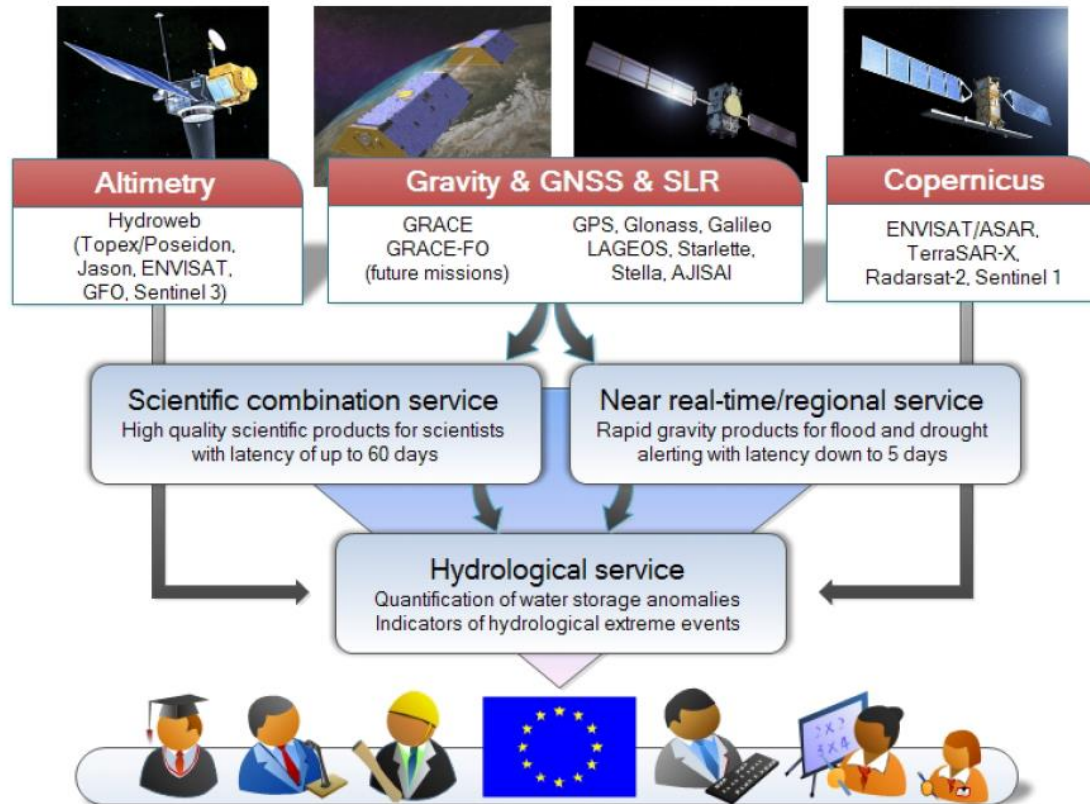 Altimetry
Hydroweb
(Topex/Poseidon,
Jason, ENVISAT,
GFO, Sentinel 3)
Gravity & GNSS & SLR
GRACE
GRACE-FO
(future missions)
GPS, Glonass, Galileo
LAGEOS, Starlette,
Stella, AJISAI
Copernicus
ENVISAT/ASAR,
TerraSAR-X,
Radarsat-2, Sentinel 1
Scientific combination service
High quality scientific products for scientists
with latency of up to 60 days
Near real-time/regional service
Rapid gravity products for flood and drought
alerting with latency down to 5 days
Hydrological service
Quantification of water storage anomalies
Indicators of hydrological extreme events
2 x 2
3 x 4